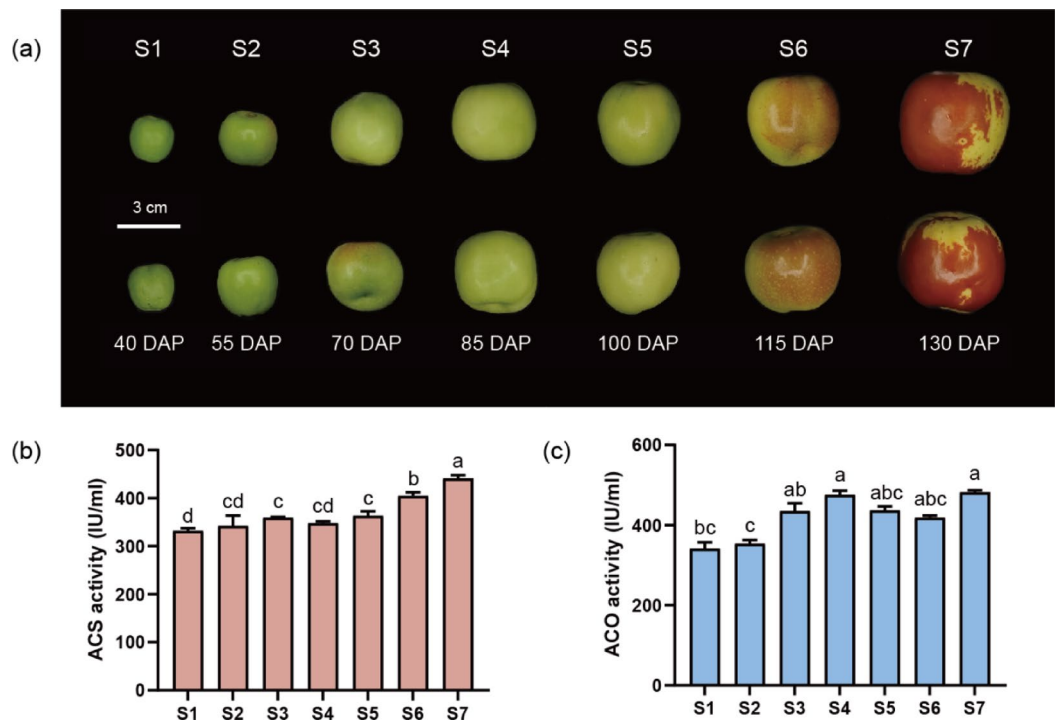 (a)
S1 S2 S3 S4 S5 S6 S7
3 cm
40 DAP 55 DAP 70 DAP 85 DAP 100 DAP 115 DAP 130 DAP
(b)
ACS activity (IU/ml)
500
400
300
200
100
0
d cd c cd c b a
S1 S2 S3 S4 S5 S6 S7
(c)
ACO activity (IU/ml)
600
400
200
0
bc c ab a abc abc a
S1 S2 S3 S4 S5 S6 S7